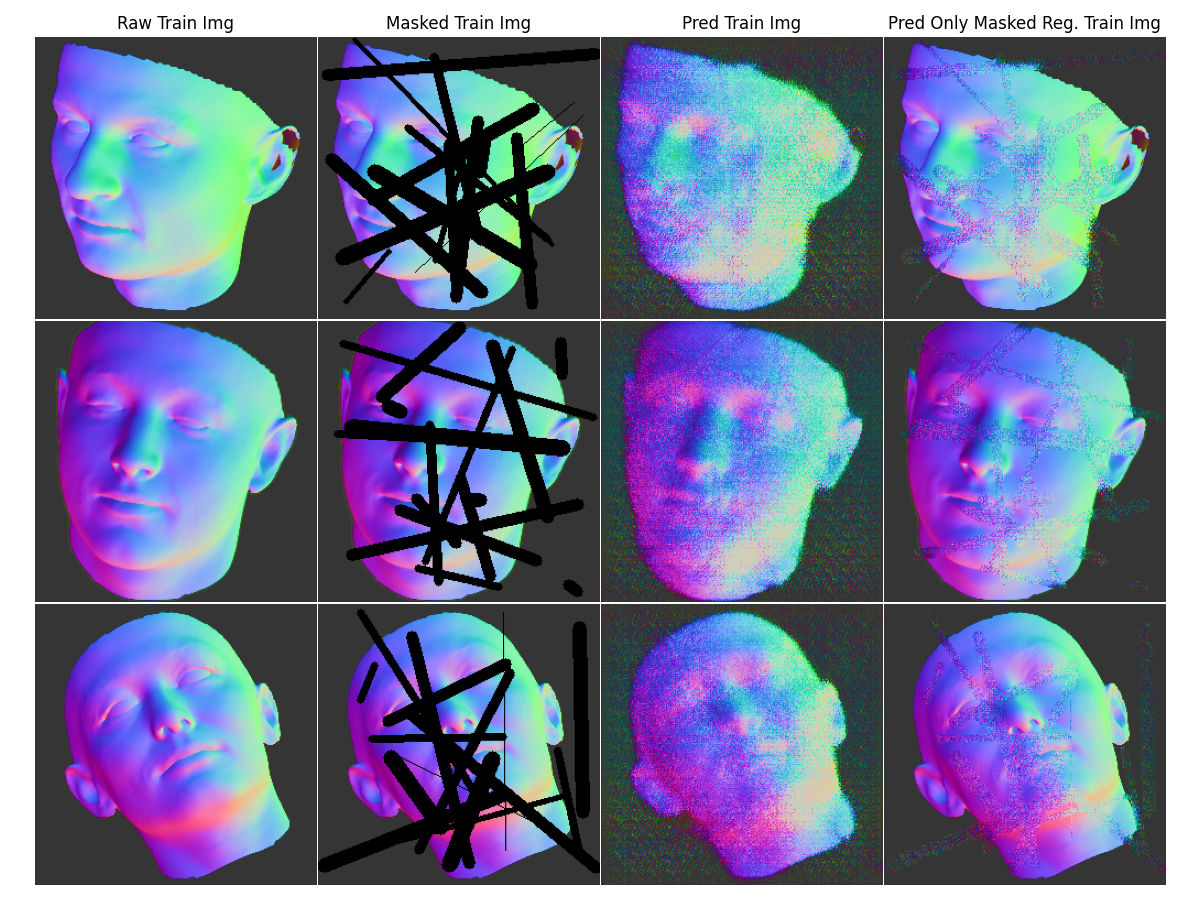 Raw Train Img
Masked Train Img
Pred Train Img
Pred Only Masked Reg. Train Img